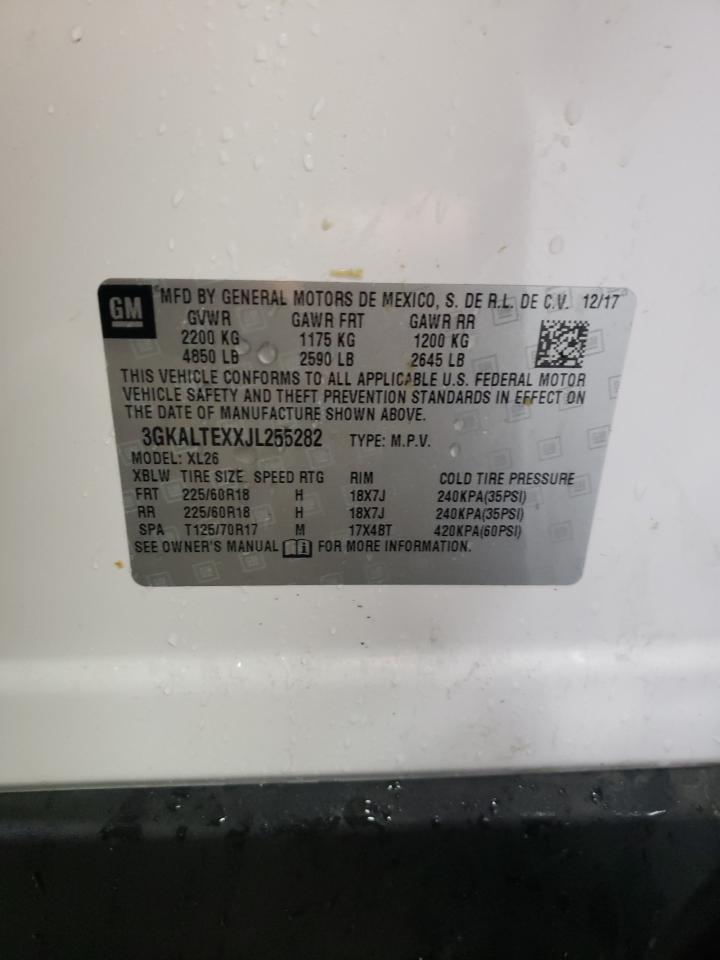 GM
MFD BY GENERAL MOTORS DE MEXICO, S. DE R.L. DE C.V. 12/17
GVWR GAWR FRT GAWR RR
2200 KG 1175 KG 1200 KG
4850 LB 2590 LB 2645 LB
THIS VEHICLE CONFORMS TO ALL APPLICABLE U.S. FEDERAL MOTOR
VEHICLE SAFETY AND THEFT PREVENTION STANDARDS IN EFFECT ON
THE DATE OF MANUFACTURE SHOWN ABOVE.
3GKALTEXXJL255282 TYPE: M.P.V.
MODEL: XL26
XBLW TIRE SIZE SPEED RTG RIM COLD TIRE PRESSURE
FRT 225/60R18 H 18X7J 240KPA(35PSI)
RR 225/60R18 H 18X7J 240KPA(35PSI)
SPA T125/70R17 M 17X4BT 420KPA(60PSI)
SEE OWNER'S MANUAL FOR MORE INFORMATION.